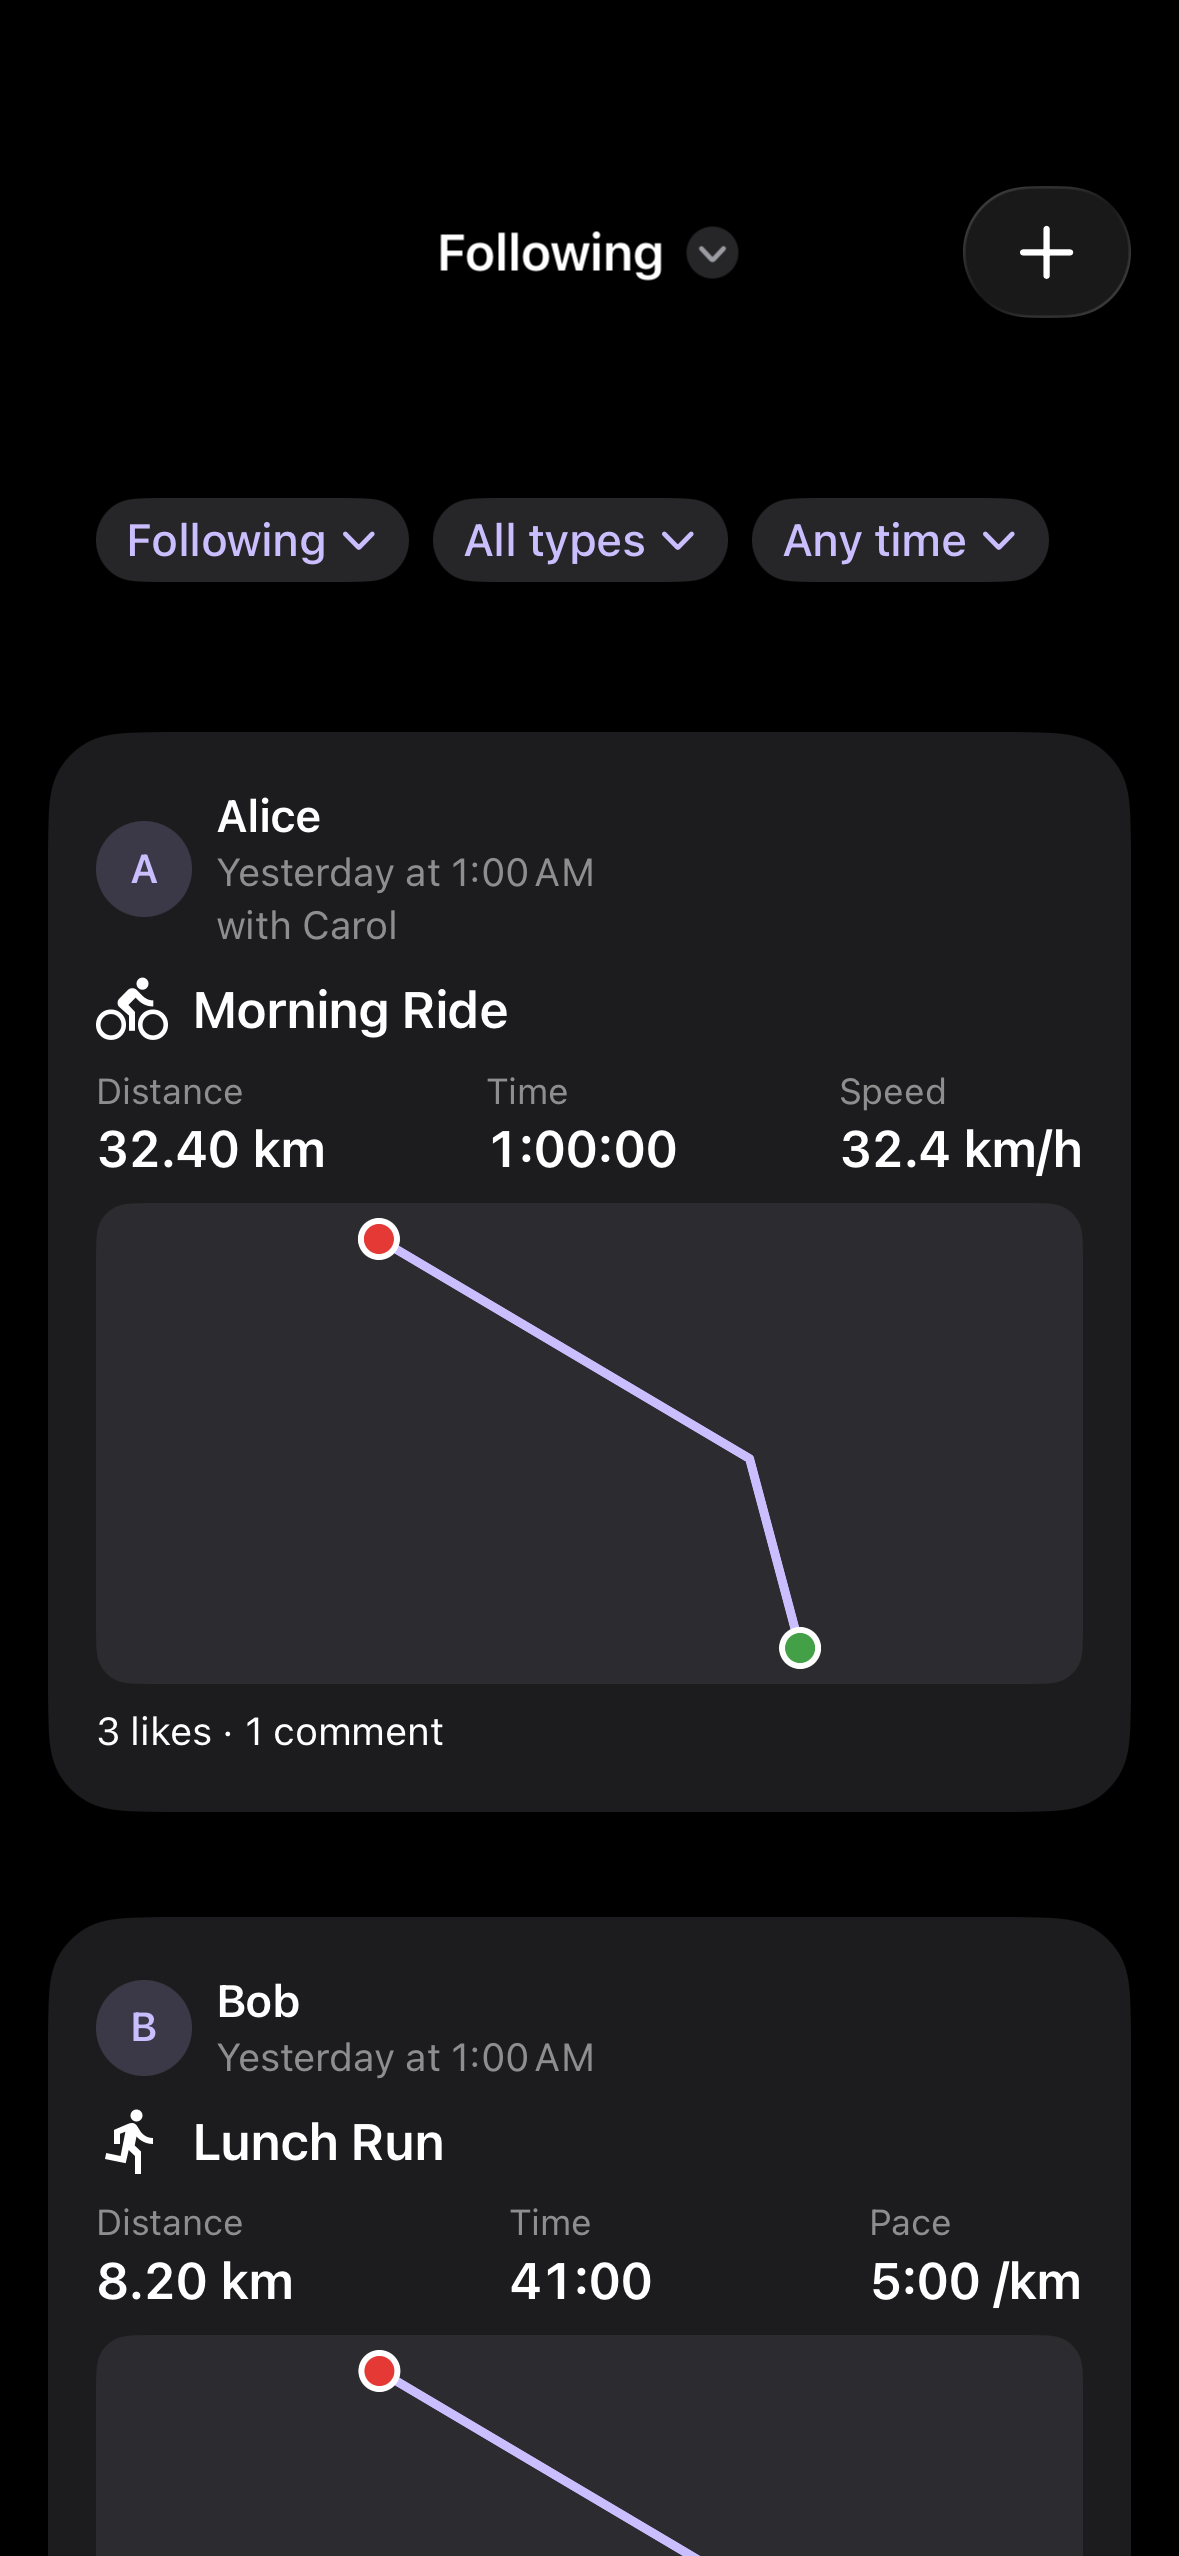 Following
Following All types Any time
A
Alice
Yesterday at 1:00 AM
with Carol
Morning Ride
Distance Time Speed
32.40 km 1:00:00 32.4 km/h
3 likes · 1 comment
B
Bob
Yesterday at 1:00 AM
Lunch Run
Distance Time Pace
8.20 km 41:00 5:00 /km